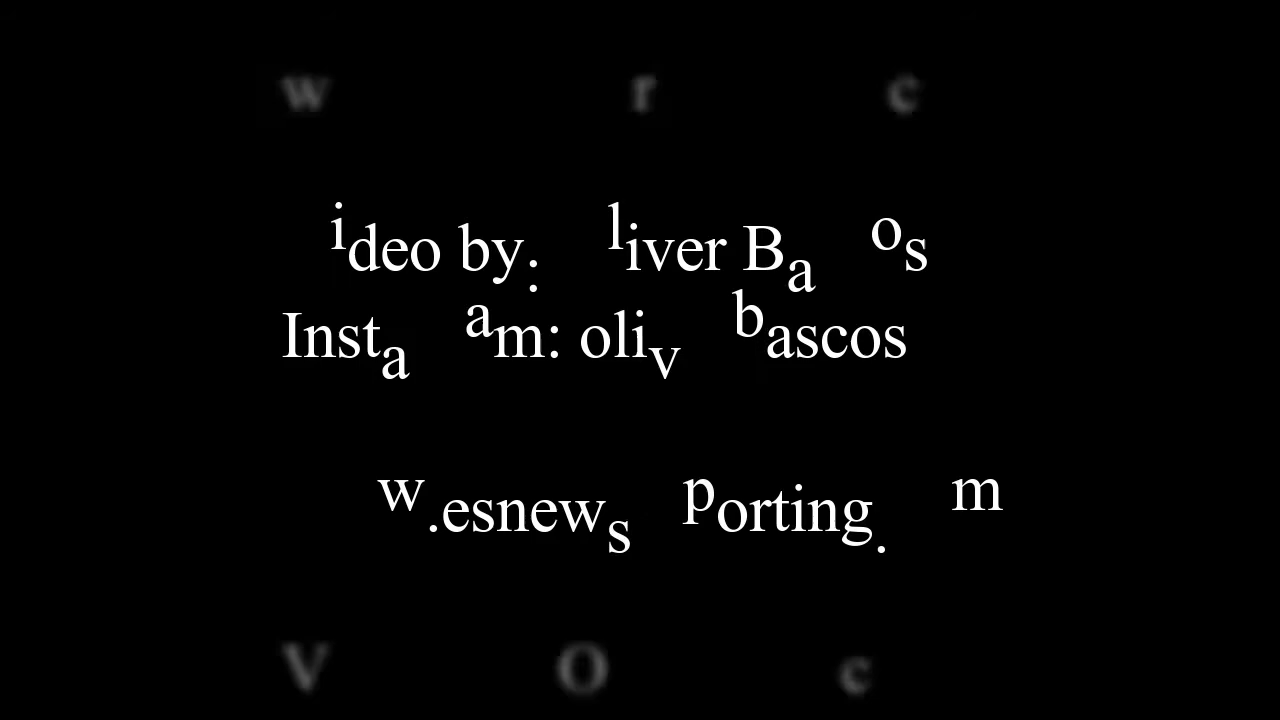 w r c
ideo by: liver Ba os
Insta am: oliv bascos
w.esnews porting. m
V O c